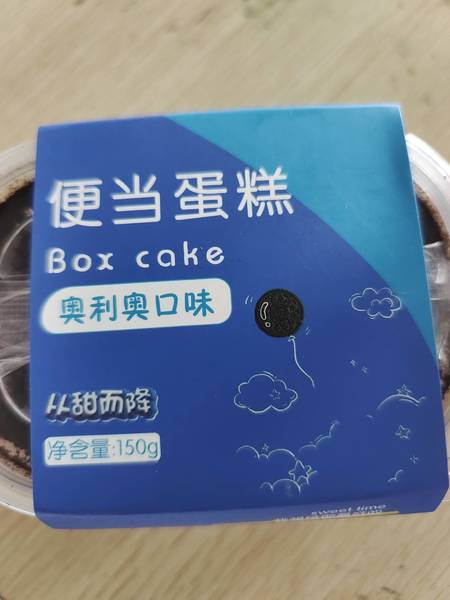 便当蛋糕
Box cake
奥利奥口味
从甜而降
净含量:150g
sweet time